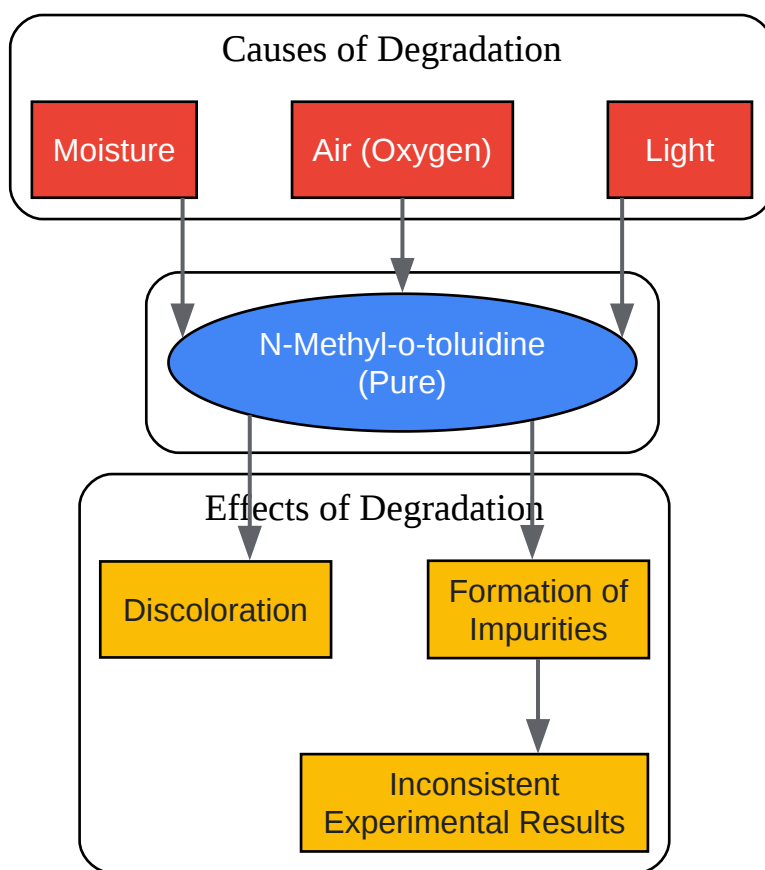 Causes of Degradation
Moisture
Air (Oxygen)
Light
N-Methyl-o-toluidine
(Pure)
Effects of Degradation
Discoloration
Formation of
Impurities
Inconsistent
Experimental Results